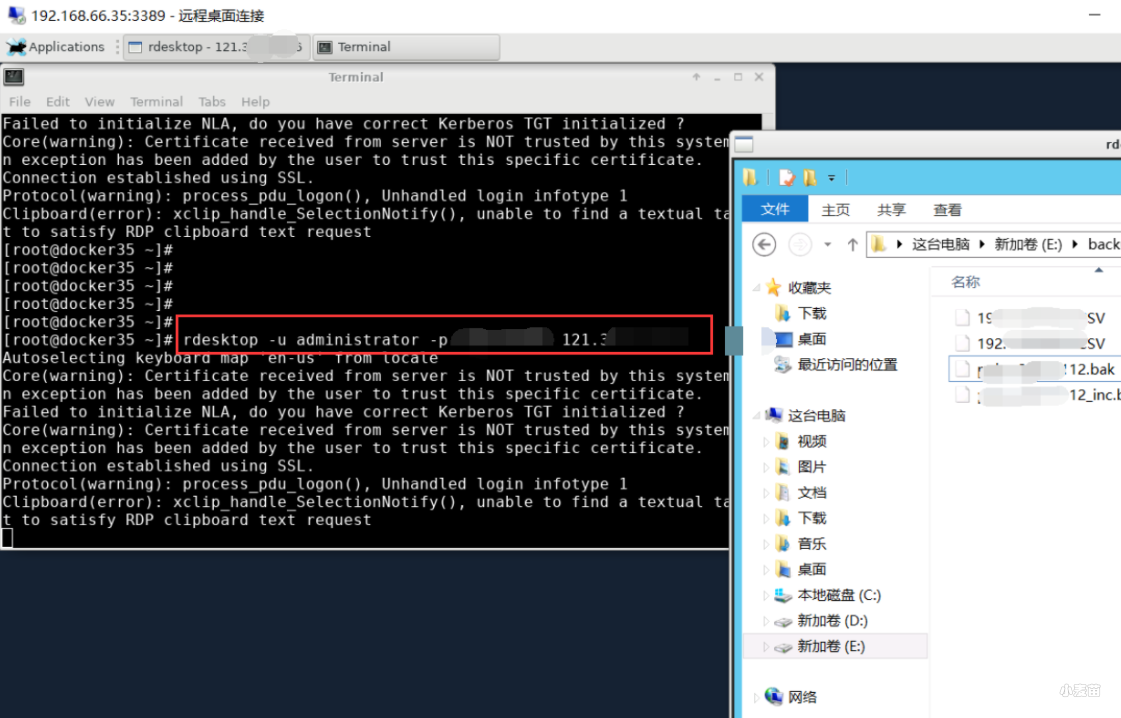 192.168.66.35:3389 - 远程桌面连接
Applications
rdesktop - 121.3
Terminal
Terminal
File Edit View Terminal Tabs Help
Failed to initialize NLA, do you have correct Kerberos TGT initialized ?
Core(warning): Certificate received from server is NOT trusted by this system
n exception has been added by the user to trust this specific certificate.
Connection established using SSL.
Protocol(warning): process_pdu_logon(), Unhandled login infotype 1
Clipboard(error): xclip_handle_SelectionNotify(), unable to find a textual ta
t to satisfy RDP clipboard text request
[root@docker35 ~]#
[root@docker35 ~]#
[root@docker35 ~]#
[root@docker35 ~]#
[root@docker35 ~]#
[root@docker35 ~]# rdesktop -u administrator -p 121.3
Autoselecting keyboard map 'en-us' from locale
Core(warning): Certificate received from server is NOT trusted by this system
n exception has been added by the user to trust this specific certificate.
Failed to initialize NLA, do you have correct Kerberos TGT initialized ?
Core(warning): Certificate received from server is NOT trusted by this system
n exception has been added by the user to trust this specific certificate.
Connection established using SSL.
Protocol(warning): process_pdu_logon(), Unhandled login infotype 1
Clipboard(error): xclip_handle_SelectionNotify(), unable to find a textual ta
t to satisfy RDP clipboard text request
rd
文件 主页 共享 查看
这台电脑 新加卷 (E:) back
名称
19 SV
192. SV
112.bak
12_inc.b
收藏夹
下载
桌面
最近访问的位置
这台电脑
视频
图片
文档
下载
音乐
桌面
本地磁盘 (C:)
新加卷 (D:)
新加卷 (E:)
网络
小麦苗